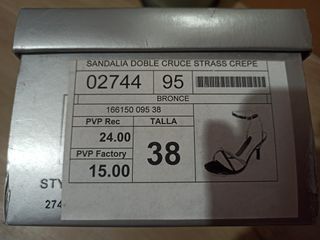 SANDALIA DOBLE CRUCE STRASS CREPE
02744 95
BRONCE
166150 095 38
PVP Rec TALLA
24.00
38
PVP Factory
15.00
STY
274